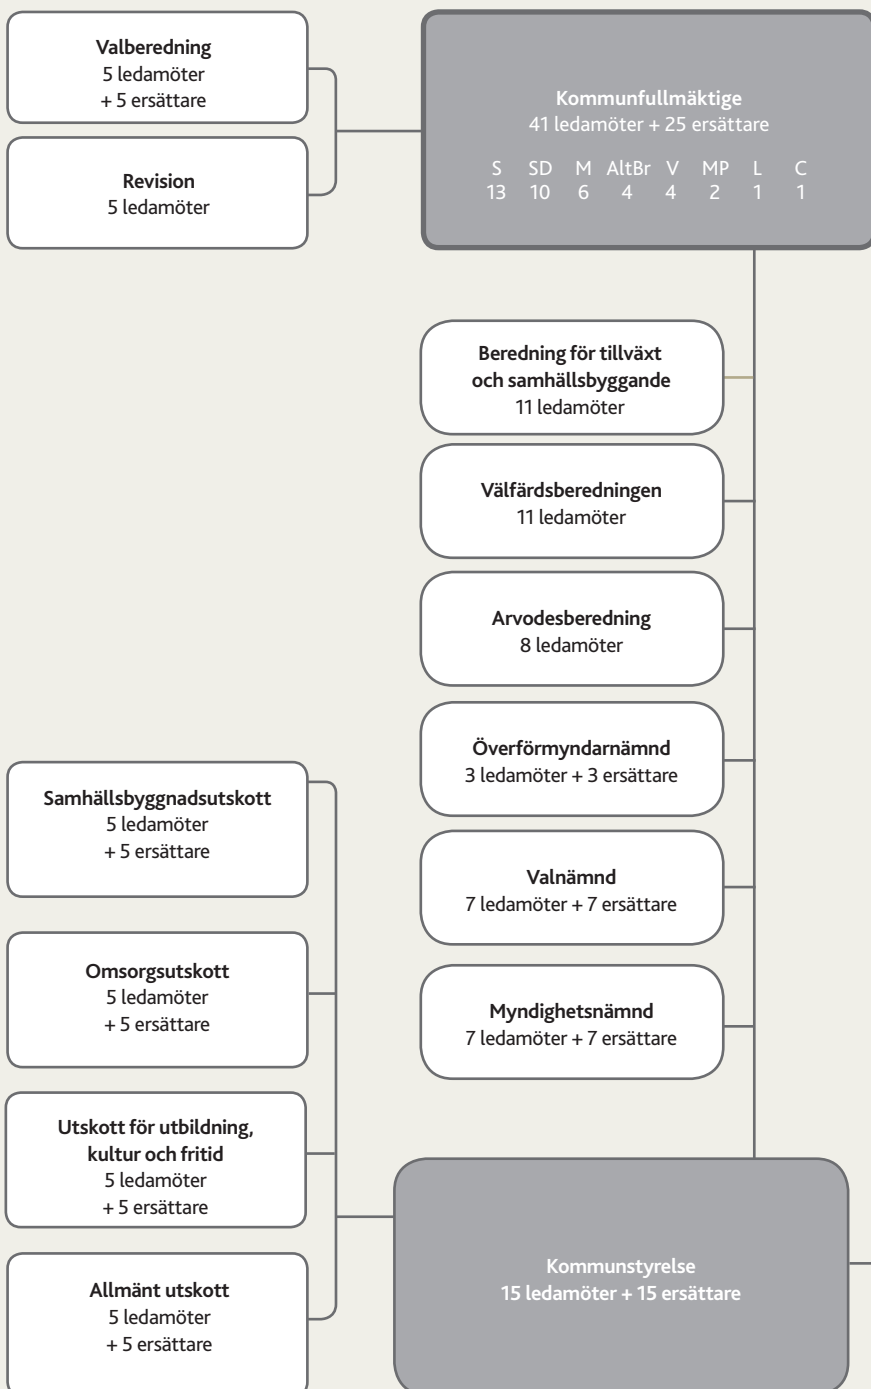 Valberedning
5 ledamöter
+ 5 ersättare
Revision
5 ledamöter
Kommunfullmäktige
41 ledamöter + 25 ersättare
S SD M AltBr V MP L C
13 10 6 4 4 2 1 1
Beredning för tillväxt
och samhällsbyggande
11 ledamöter
Välfärdsberedningen
11 ledamöter
Arvodesberedning
8 ledamöter
Överförmyndarnämnd
3 ledamöter + 3 ersättare
Valnämnd
7 ledamöter + 7 ersättare
Myndighetsnämnd
7 ledamöter + 7 ersättare
Samhällsbyggnadsutskott
5 ledamöter
+ 5 ersättare
Omsorgsutskott
5 ledamöter
+ 5 ersättare
Utskott för utbildning,
kultur och fritid
5 ledamöter
+ 5 ersättare
Allmänt utskott
5 ledamöter
+ 5 ersättare
Kommunstyrelse
15 ledamöter + 15 ersättare